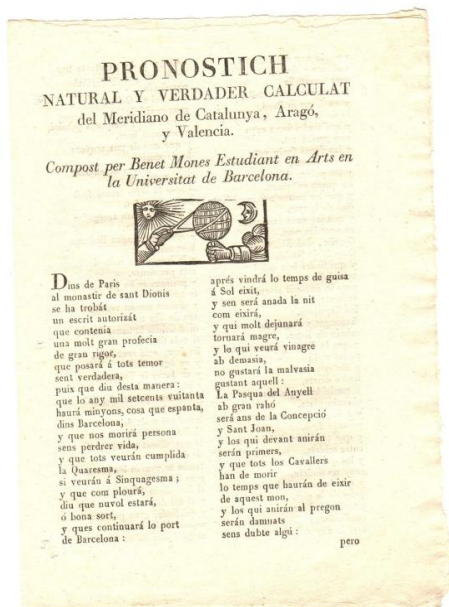 PRONOSTICH
NATURAL Y VERDADER CALCULAT
del Meridiano de Catalunya, Aragó,
y Valencia.
Compost per Benet Mones Estudiant en Arts en
la Universitat de Barcelona.
Dins de Paris
al monastir de sant Dionis
se ha trobát
un escrit autorizát
que contenia
una molt gran profecia
de gran rigor,
que posará á tots temor
sent verdadera,
puix que diu desta manera:
que lo any mil setcents vuitanta
haurá minyons, cosa que espanta,
dins Barcelona,
y que nos morirá persona
sens perdrer vida,
y que tots veurán cumplida
la Quaresma,
si veurán á Sinquagesma;
y que com plourá,
diu que nuvol estará,
ó bona sort,
y ques continuará lo port
de Barcelona:
aprés vindrá lo temps de guisa
á Sol eixit,
y sen será anada la nit
com eixirá,
y qui molt dejunará
tornará magre,
y lo qui veurá vinagre
ab demasia,
no gustará la malvasia
gustant aquell:
La Pasqua del Anyell
ab gran rahó
será ans de la Concepció
y Sant Joan,
y los qui devant anirán
serán primers,
y que tots los Cavallers
han de morir
lo temps que haurán de eixir
de aquest mon,
y los qui anirán al pregon
serán damnats
sens dubte algú:
pero